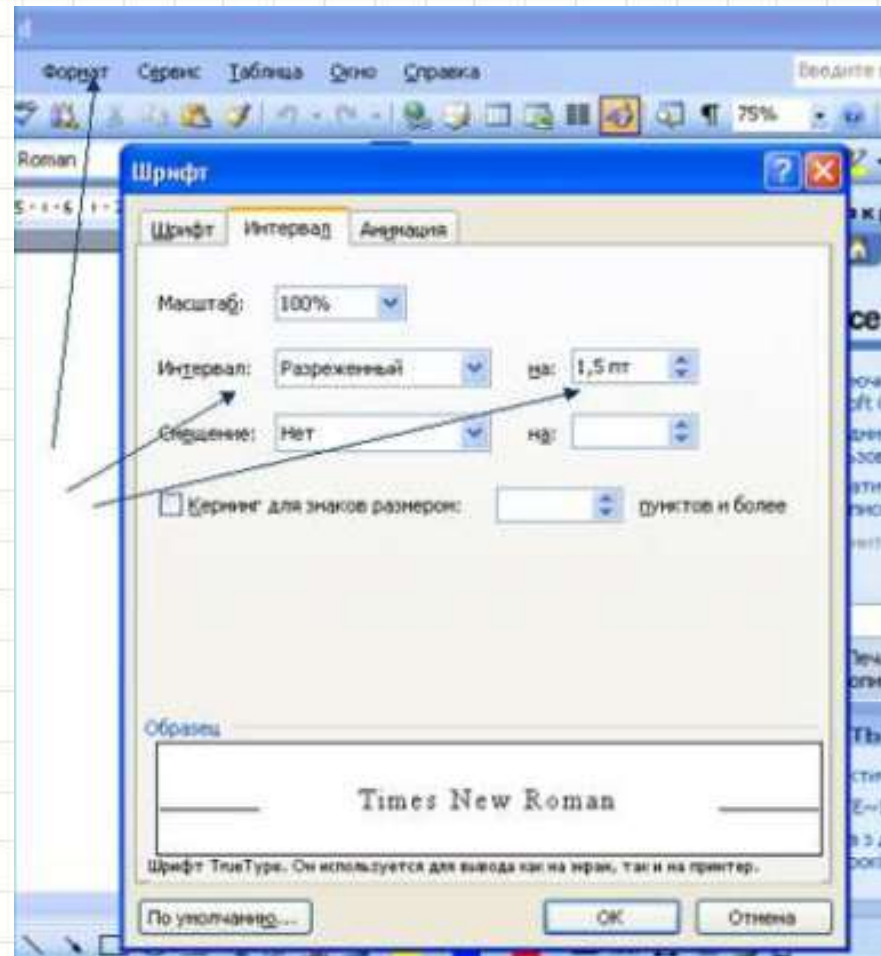 Формат Сервис Таблица Окно Справка
75%
Roman
Шрифт
Шрифт Интервал Анимация
Масштаб: 100%
Интервал: Разреженный на: 1,5 пт
Смещение: Нет на:
Кернинг для знаков размером: пунктов и более
Образец
Times New Roman
Шрифт TrueType. Он используется для вывода как на экран, так и на принтер.
По умолчанию... ОК Отмена